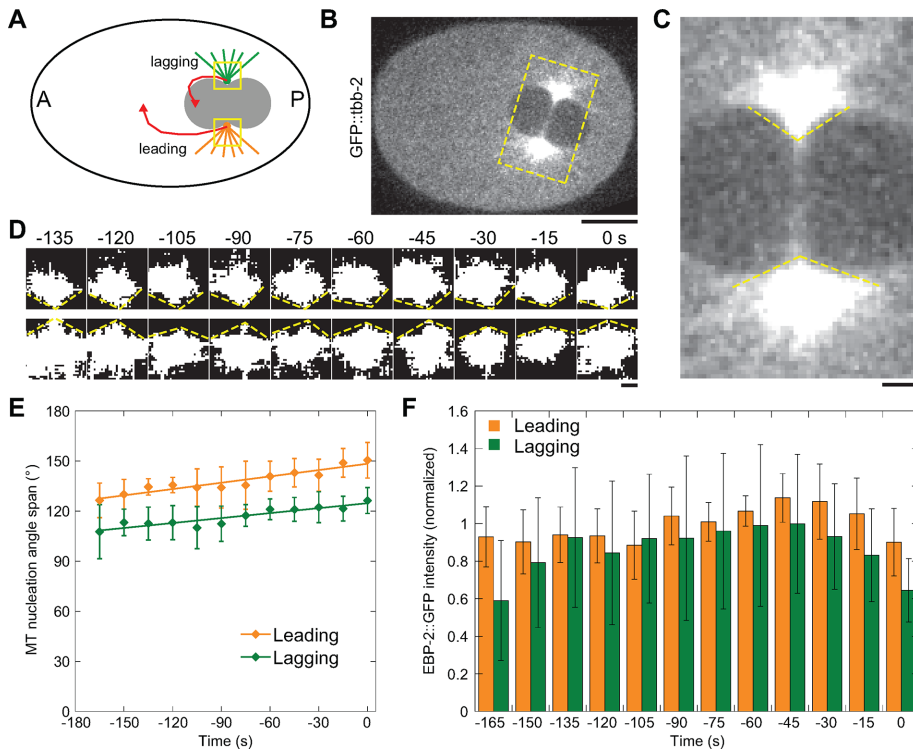 A
lagging
A
P
leading
B
GFP::tbb-2
C
D
-135 -120 -105 -90 -75 -60 -45 -30 -15 0 s
E
180
150
120
90
60
30
0
MT nucleation angle span (°)
Leading
Lagging
-180 -150 -120 -90 -60 -30 0
Time (s)
F
1.6
1.4
1.2
1
0.8
0.6
0.4
0.2
0
EBP-2::GFP intensity (normalized)
Leading
Lagging
-165 -150 -135 -120 -105 -90 -75 -60 -45 -30 -15 0
Time (s)